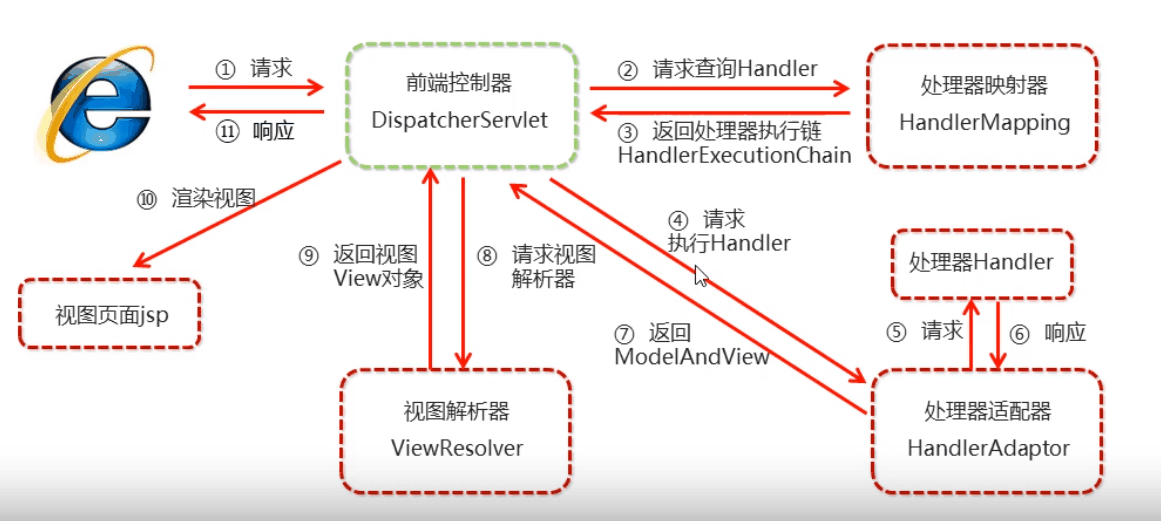 ① 请求
⑪ 响应
前端控制器
DispatcherServlet
② 请求查询Handler
③ 返回处理器执行链
HandlerExecutionChain
处理器映射器
HandlerMapping
⑩ 渲染视图
⑨ 返回视图
View对象
⑧ 请求视图
解析器
④ 请求
执行Handler
处理器Handler
视图页面jsp
⑦ 返回
ModelAndView
⑤ 请求
⑥ 响应
视图解析器
ViewResolver
处理器适配器
HandlerAdaptor